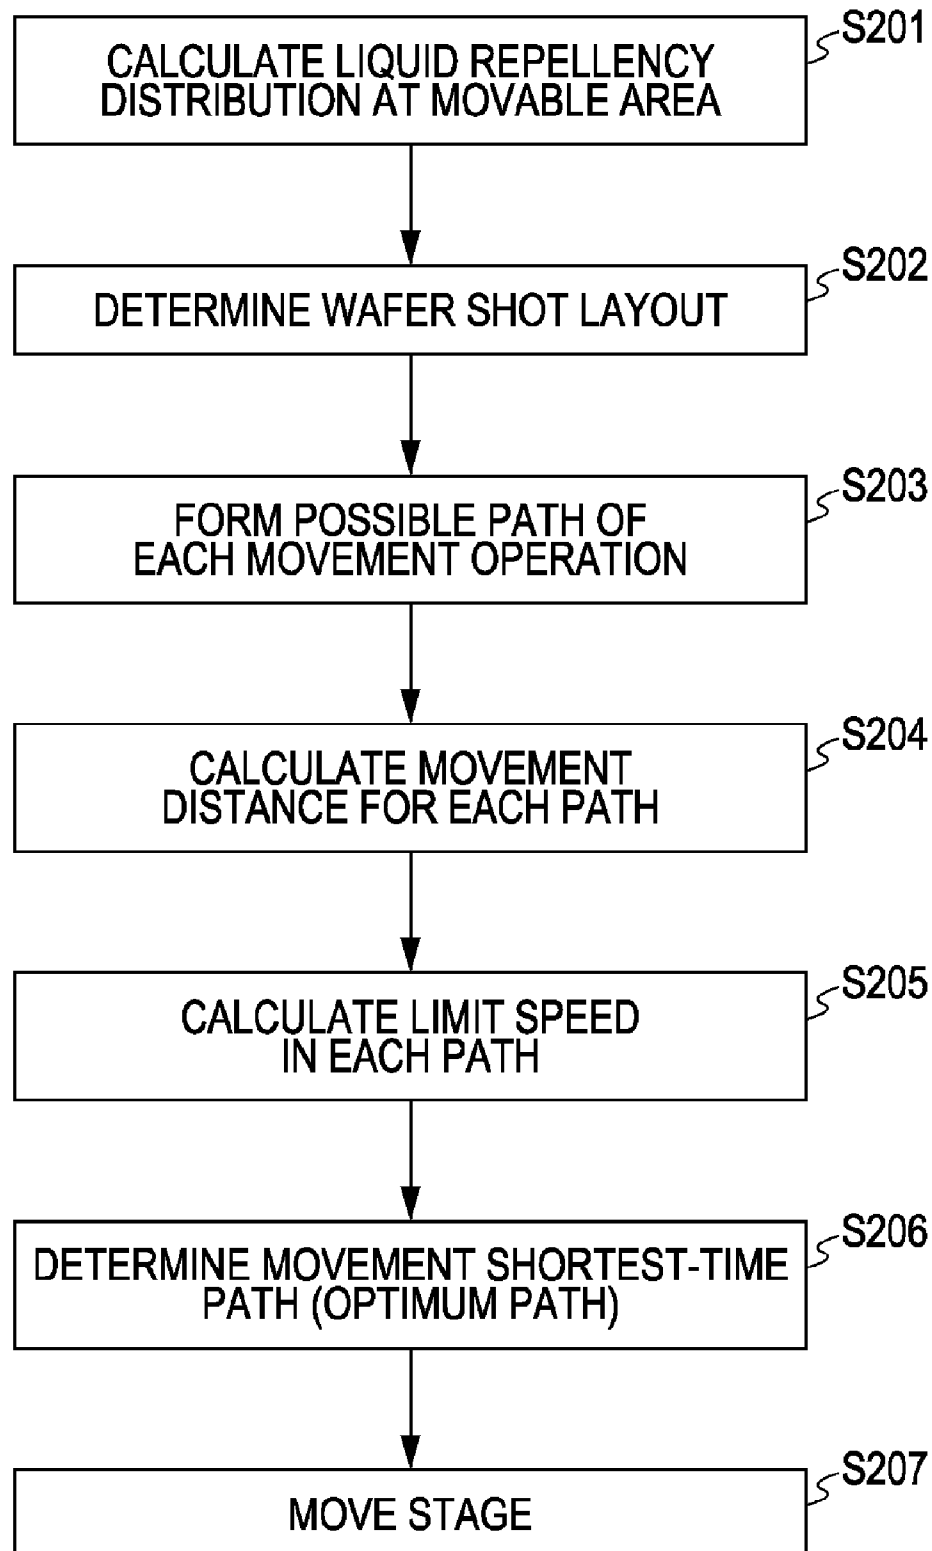 S201
CALCULATE LIQUID REPELLENCY
DISTRIBUTION AT MOVABLE AREA
S202
DETERMINE WAFER SHOT LAYOUT
S203
FORM POSSIBLE PATH OF
EACH MOVEMENT OPERATION
S204
CALCULATE MOVEMENT
DISTANCE FOR EACH PATH
S205
CALCULATE LIMIT SPEED
IN EACH PATH
S206
DETERMINE MOVEMENT SHORTEST-TIME
PATH (OPTIMUM PATH)
S207
MOVE STAGE